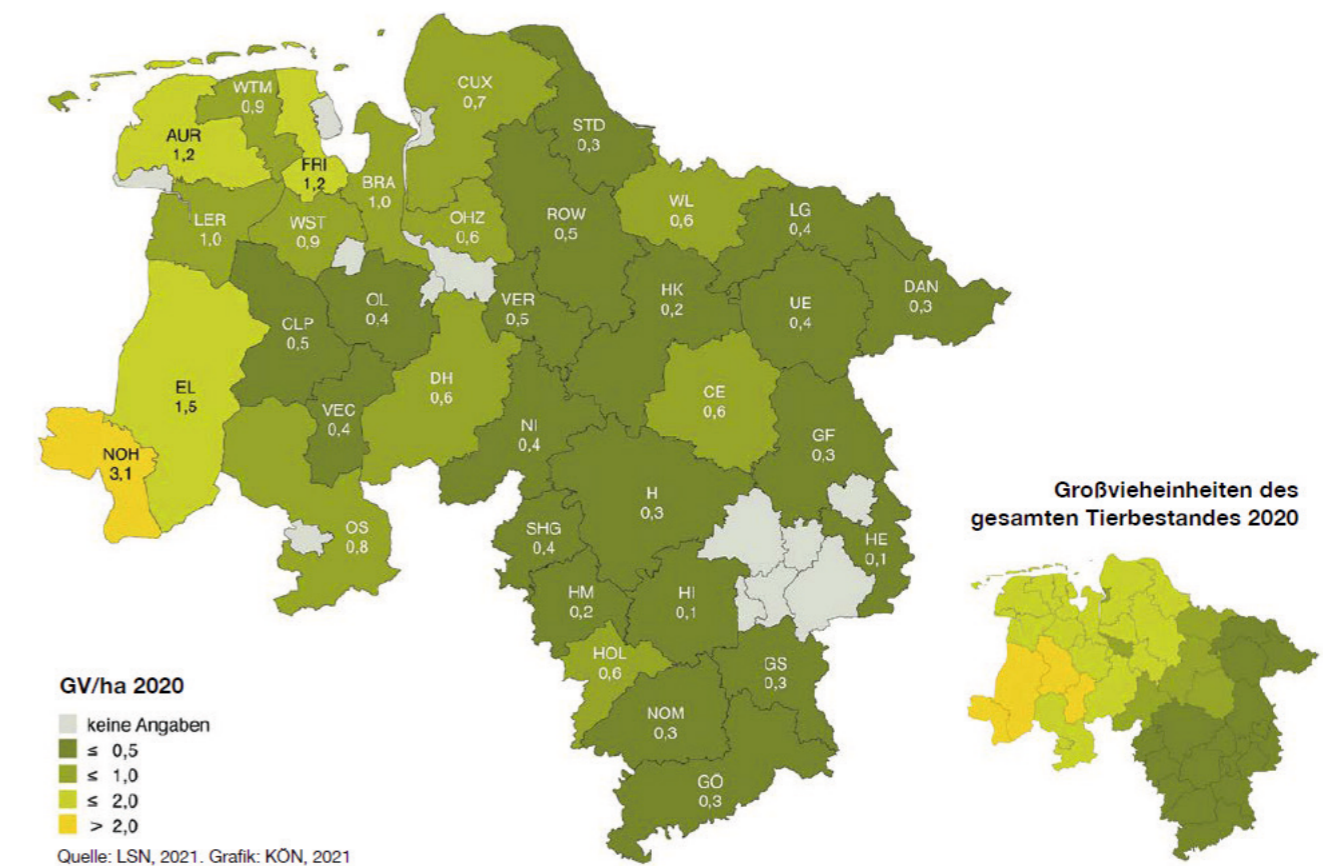 CUX
0,7
WTM
0,9
STD
0,3
AUR
1,2
FRI
1,2
BRA
1,0
WL
0,6
LG
0,4
LER
1,0
WST
0,9
OHZ
0,6
ROW
0,5
DAN
0,3
HK
0,2
UE
0,4
OL
0,4
VER
0,5
CLP
0,5
DH
0,6
EL
1,5
CE
0,6
VEC
0,4
NI
0,4
GF
0,3
NOH
3,1
H
0,3
Großvieheinheiten des
gesamten Tierbestandes 2020
OS
0,8
SHG
0,4
HE
0,1
HM
0,2
HI
0,1
HOL
0,6
GS
0,3
NOM
0,3
GÖ
0,3
GV/ha 2020
keine Angaben
≤ 0,5
≤ 1,0
≤ 2,0
> 2,0
Quelle: LSN, 2021. Grafik: KÖN, 2021